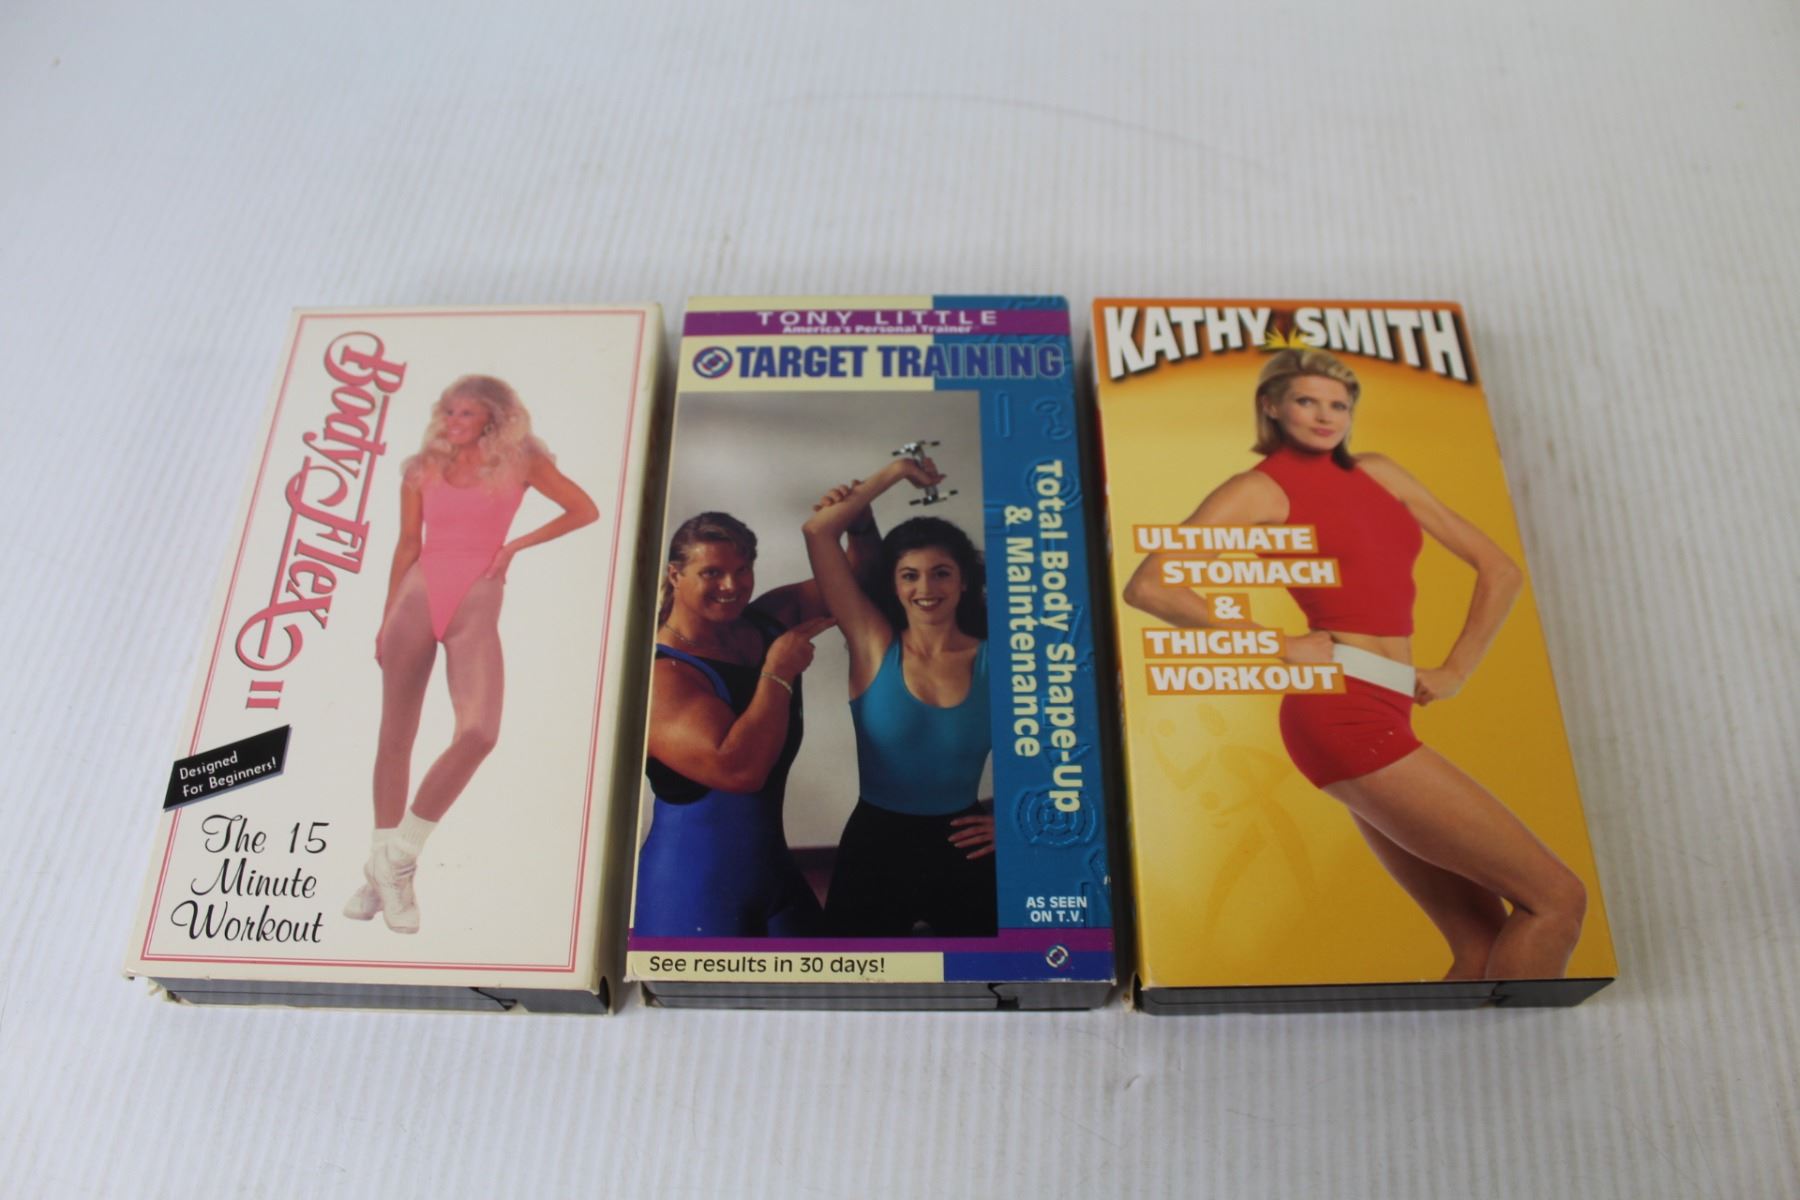 BodyFlex II
Designed
For Beginners!
The 15
Minute
Workout
TONY LITTLE
America's Personal Trainer
TARGET TRAINING
Total Body Shape-Up
& Maintenance
AS SEEN
ON T.V.
See results in 30 days!
KATHY SMITH
ULTIMATE
STOMACH
&
THIGHS
WORKOUT